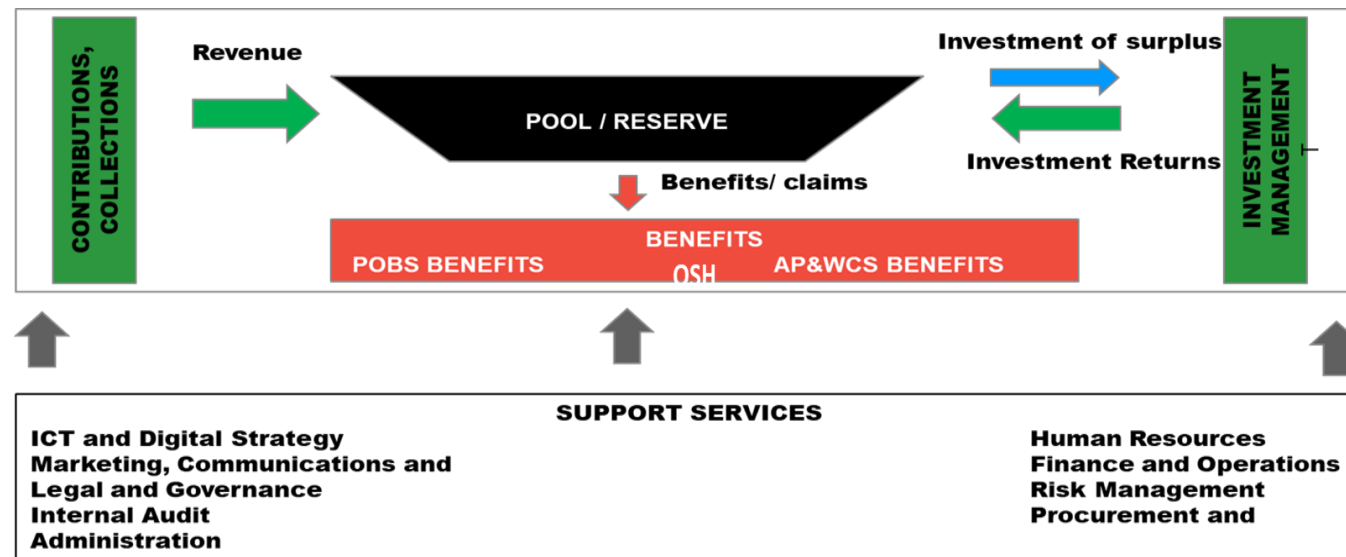 CONTRIBUTIONS,
COLLECTIONS
Revenue
POOL / RESERVE
Investment of surplus
Investment Returns
INVESTMENT
MANAGEMENT
Benefits/ claims
BENEFITS
POBS BENEFITS
OSH
AP&WCS BENEFITS
SUPPORT SERVICES
ICT and Digital Strategy
Marketing, Communications and
Legal and Governance
Internal Audit
Administration
Human Resources
Finance and Operations
Risk Management
Procurement and